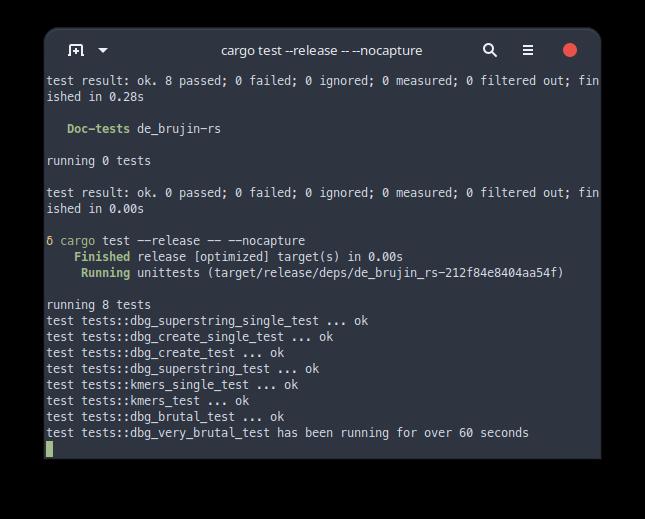 cargo test --release -- --nocapture
test result: ok. 8 passed; 0 failed; 0 ignored; 0 measured; 0 filtered out; fin
ished in 0.28s
Doc-tests de_brujin-rs
running 0 tests
test result: ok. 0 passed; 0 failed; 0 ignored; 0 measured; 0 filtered out; fin
ished in 0.00s
δ cargo test --release -- --nocapture
Finished release [optimized] target(s) in 0.00s
Running unittests (target/release/deps/de_brujin_rs-212f84e8404aa54f)
running 8 tests
test tests::dbg_superstring_single_test ... ok
test tests::dbg_create_single_test ... ok
test tests::dbg_create_test ... ok
test tests::dbg_superstring_test ... ok
test tests::kmers_single_test ... ok
test tests::kmers_test ... ok
test tests::dbg_brutal_test ... ok
test tests::dbg_very_brutal_test has been running for over 60 seconds